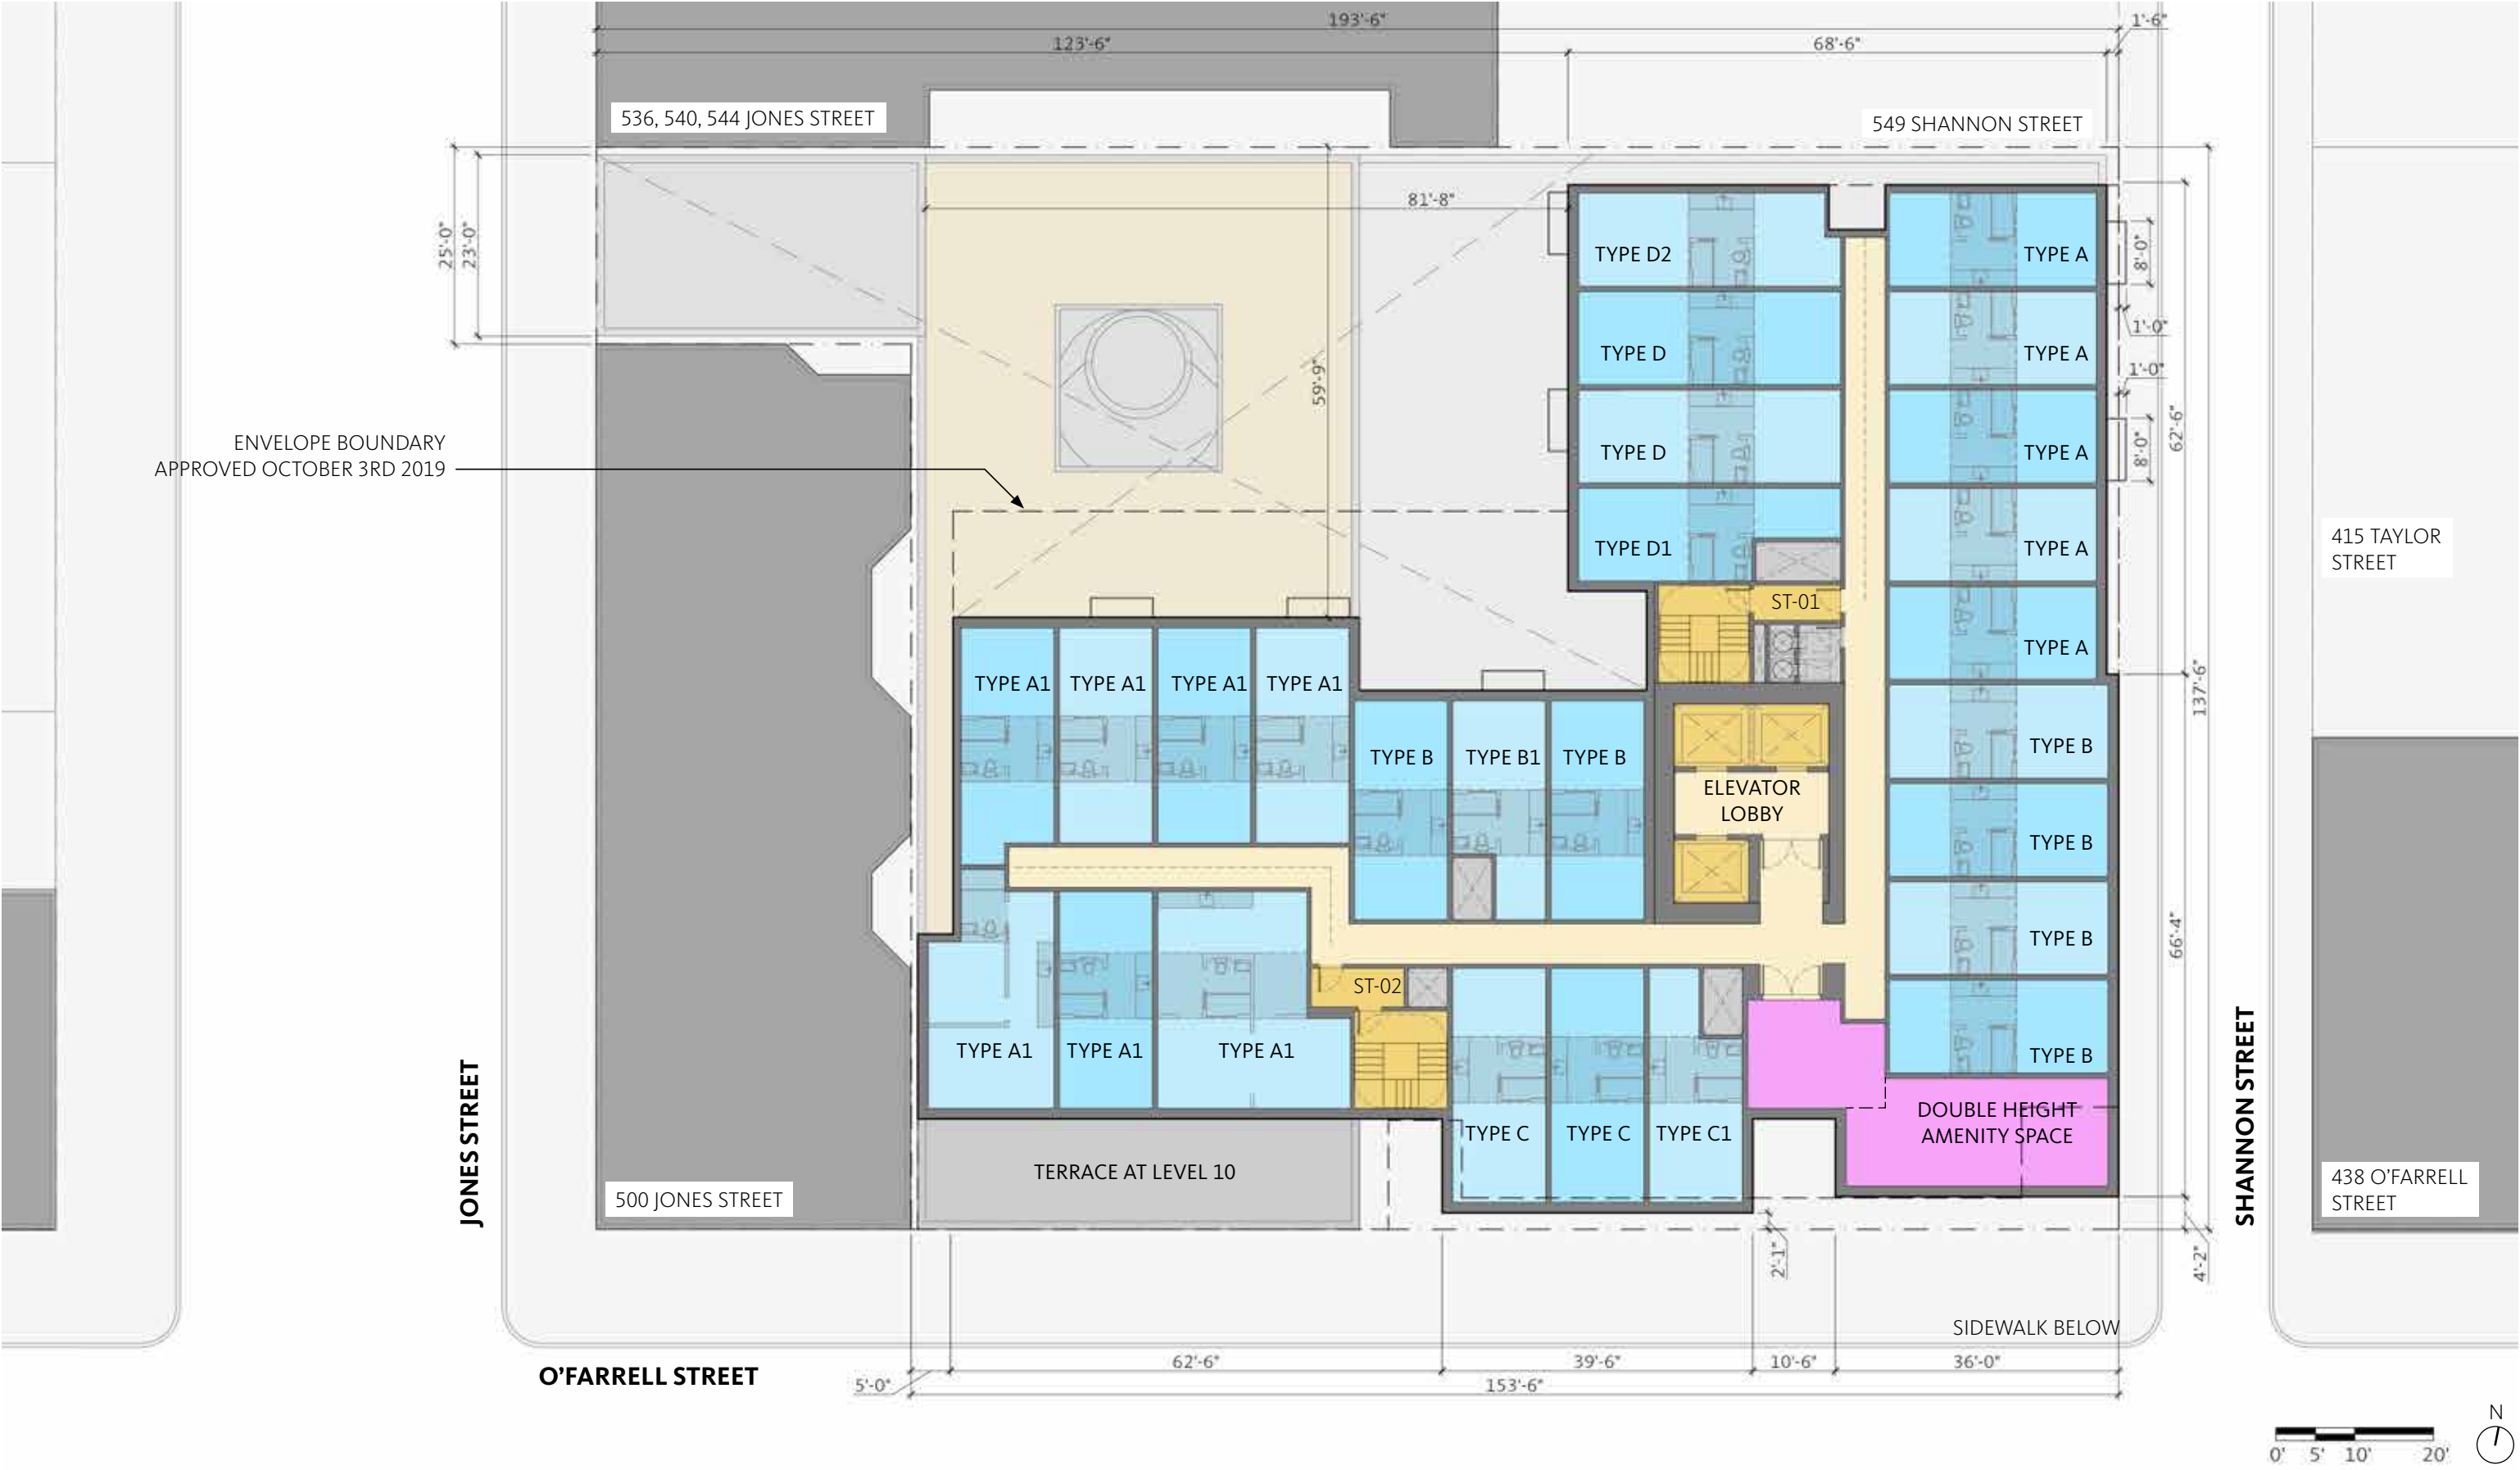 193'-6"
1'-6"
123'-6"
68'-6"
536, 540, 544 JONES STREET
549 SHANNON STREET
81'-8"
25'-0"
23'-0"
59'-9"
TYPE D2
TYPE A
8'-0"
1'-0"
TYPE D
TYPE A
1'-0"
62'-6"
ENVELOPE BOUNDARY
APPROVED OCTOBER 3RD 2019
TYPE D
TYPE A
8'-0"
TYPE D1
TYPE A
415 TAYLOR
STREET
ST-01
TYPE A
137'-6"
TYPE A1
TYPE A1
TYPE A1
TYPE A1
TYPE B
TYPE B1
TYPE B
TYPE B
ELEVATOR
LOBBY
TYPE B
TYPE B
66'-4"
ST-02
TYPE A1
TYPE A1
TYPE A1
TYPE B
DOUBLE HEIGHT
AMENITY SPACE
TYPE C
TYPE C
TYPE C1
TERRACE AT LEVEL 10
JONES STREET
500 JONES STREET
SHANNON STREET
438 O'FARRELL
STREET
2'-1"
4'-2"
SIDEWALK BELOW
O'FARRELL STREET
5'-0"
62'-6"
39'-6"
10'-6"
36'-0"
153'-6"
N
0' 5' 10' 20'